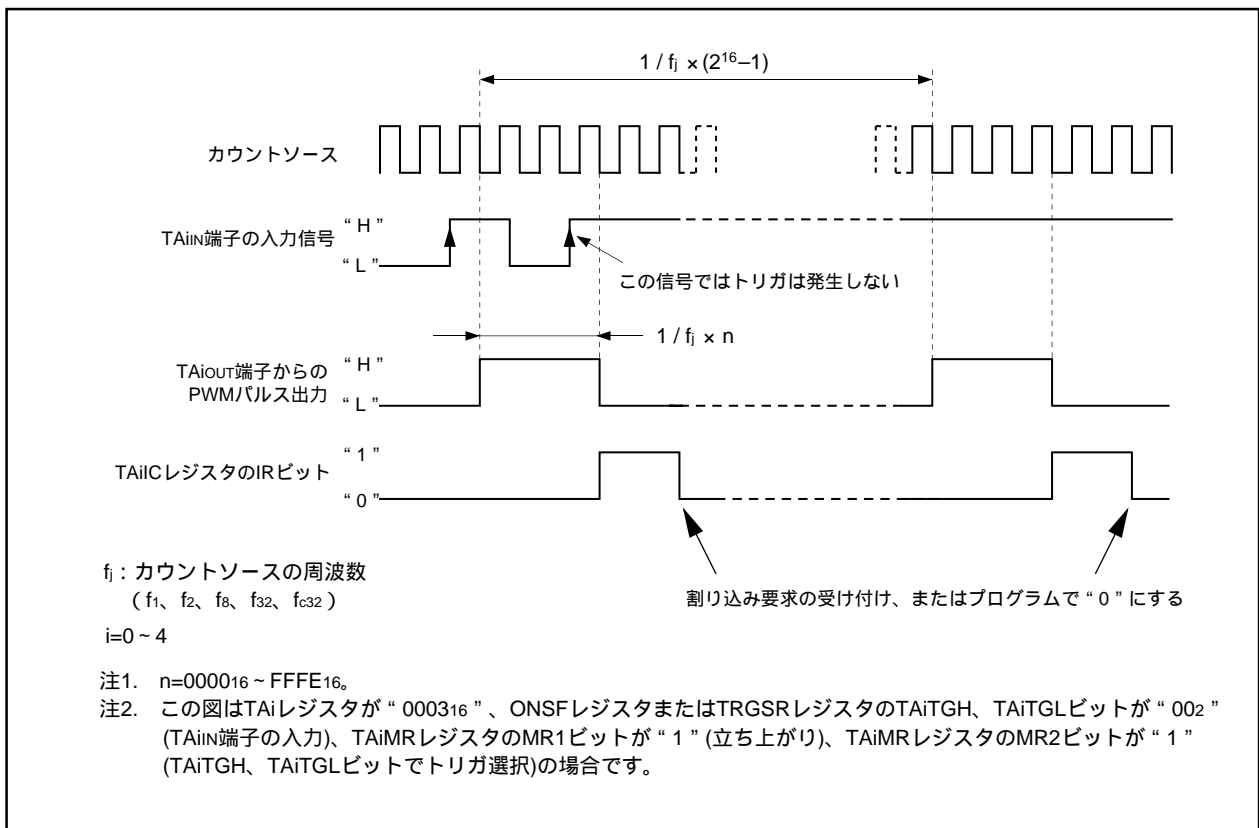 1 / fj × (2^16–1)
カウントソース
TAiIN端子の入力信号
“ H ”
“ L ”
この信号ではトリガは発生しない
1 / fj × n
TAiOUT端子からの
PWMパルス出力
“ H ”
“ L ”
TAiICレジスタのIRビット
“ 1 ”
“ 0 ”
fj : カウントソースの周波数
( f1、f2、f8、f32、fC32 )
割り込み要求の受け付け、またはプログラムで “ 0 ” にする
i=0 ~ 4
注1. n=000016 ~ FFFE16。
注2. この図はTAiレジスタが “ 000316 ” 、ONSFレジスタまたはTRGSRレジスタのTAiTGH、TAiTGLビットが “ 002 ”
(TAiIN端子の入力)、TAiMRレジスタのMR1ビットが “ 1 ” (立ち上がり)、TAiMRレジスタのMR2ビットが “ 1 ”
(TAiTGH、TAiTGLビットでトリガ選択)の場合です。